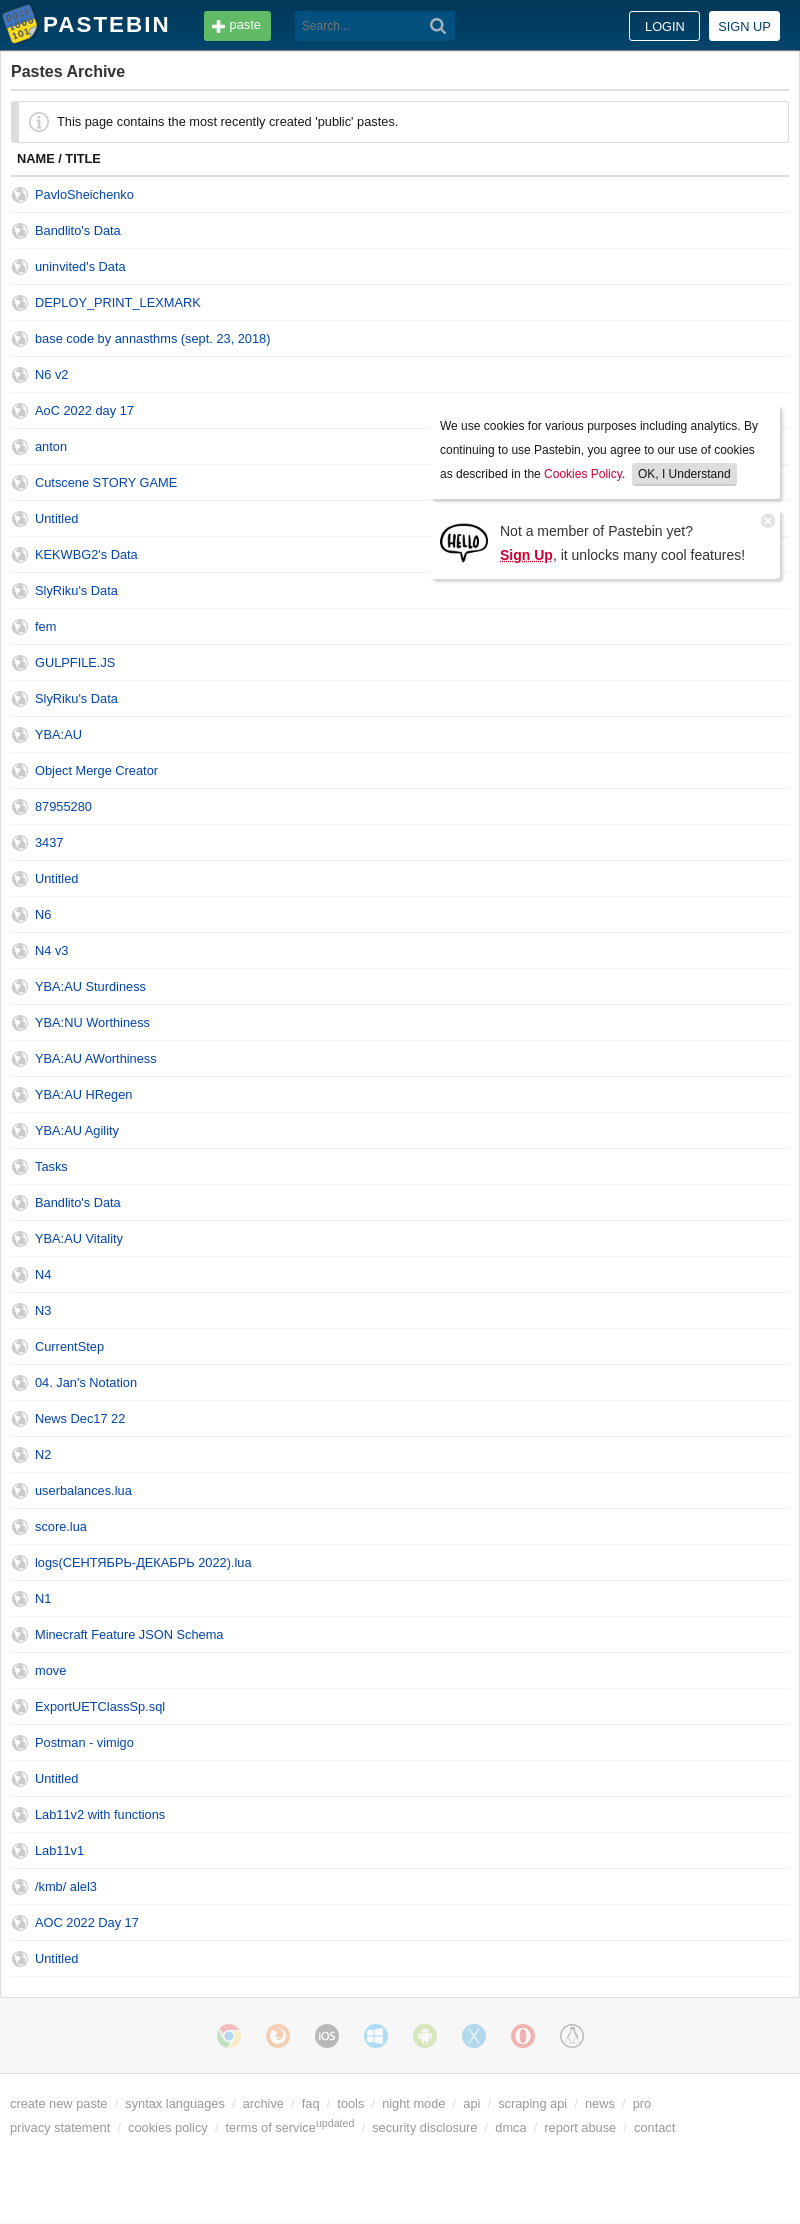 PASTEBIN
paste
Search...
LOGIN
SIGN UP
Pastes Archive
This page contains the most recently created 'public' pastes.
NAME / TITLE
PavloSheichenko
Bandlito's Data
uninvited's Data
DEPLOY_PRINT_LEXMARK
base code by annasthms (sept. 23, 2018)
N6 v2
AoC 2022 day 17
anton
Cutscene STORY GAME
Untitled
KEKWBG2's Data
SlyRiku's Data
We use cookies for various purposes including analytics. By
continuing to use Pastebin, you agree to our use of cookies
as described in the Cookies Policy. OK, I Understand
HELLO
Not a member of Pastebin yet?
Sign Up, it unlocks many cool features!
fem
GULPFILE.JS
SlyRiku's Data
YBA:AU
Object Merge Creator
87955280
3437
Untitled
N6
N4 v3
YBA:AU Sturdiness
YBA:NU Worthiness
YBA:AU AWorthiness
YBA:AU HRegen
YBA:AU Agility
Tasks
Bandlito's Data
YBA:AU Vitality
N4
N3
CurrentStep
04. Jan's Notation
News Dec17 22
N2
userbalances.lua
score.lua
logs(СЕНТЯБРЬ-ДЕКАБРЬ 2022).lua
N1
Minecraft Feature JSON Schema
move
ExportUETClassSp.sql
Postman - vimigo
Untitled
Lab11v2 with functions
Lab11v1
/kmb/ alel3
AOC 2022 Day 17
Untitled
iOS
create new paste / syntax languages / archive / faq / tools / night mode / api / scraping api / news / pro
privacy statement / cookies policy / terms of serviceupdated / security disclosure / dmca / report abuse / contact